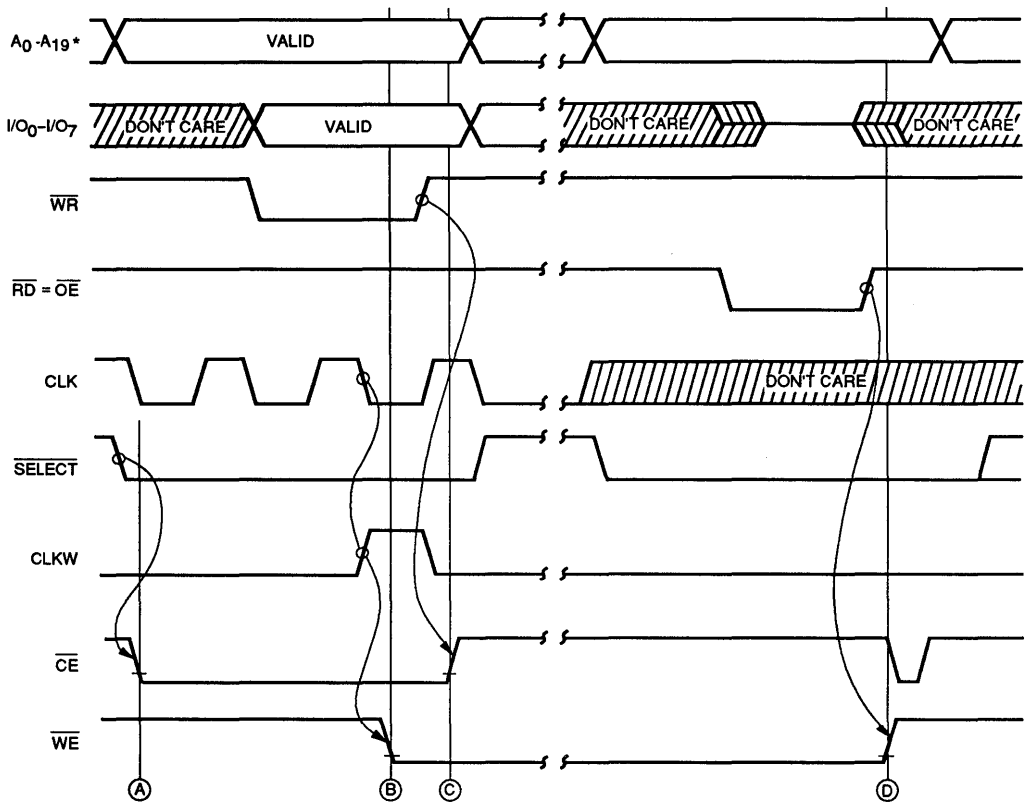 A0-A19* VALID
I/O0-I/O7 DON'T CARE VALID DON'T CARE DON'T CARE
WR
RD = OE
CLK DON'T CARE
SELECT
CLKW
CE
WE
A B C D